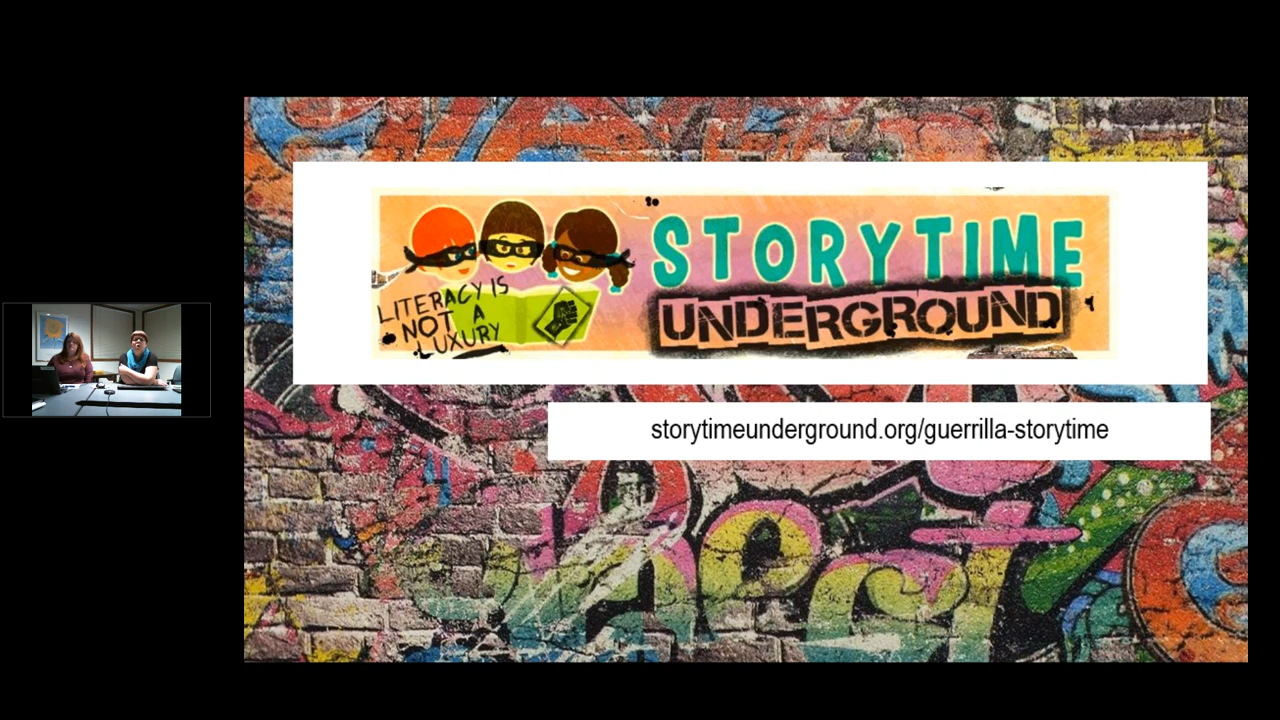 STORYTIME
UNDERGROUND
LITERACY IS
NOT A
LUXURY
storytimeunderground.org/guerrilla-storytime